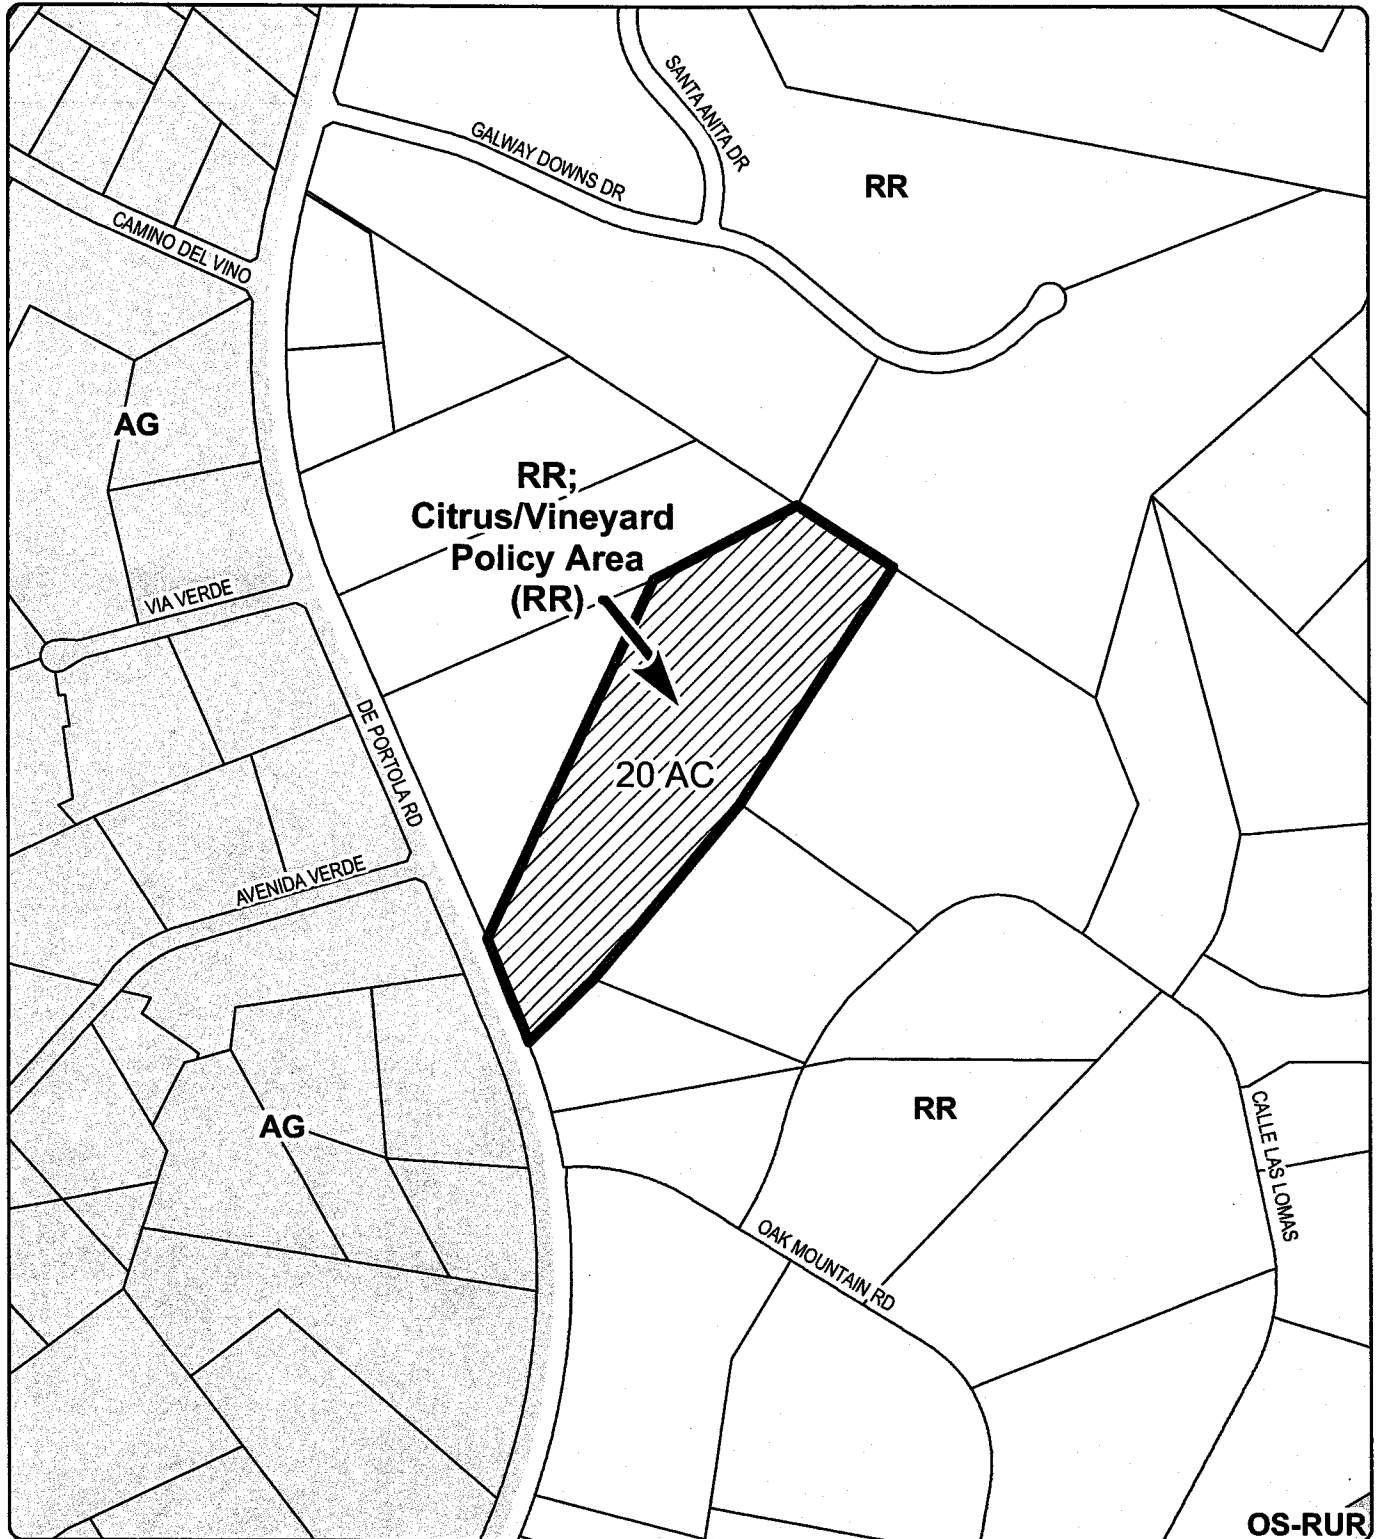 SANTA ANITA DR
GALWAY DOWNS DR
RR
CAMINO DEL VINO
AG
RR;
Citrus/Vineyard
Policy Area
(RR)
VIA VERDE
DE PORTOLA RD
20 AC
AVENIDA VERDE
AG
RR
CALLE LAS LOMAS
OAK MOUNTAIN RD
OS-RUR